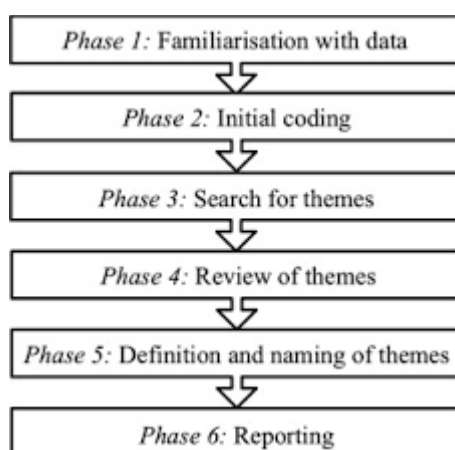 Phase 1: Familiarisation with data
Phase 2: Initial coding
Phase 3: Search for themes
Phase 4: Review of themes
Phase 5: Definition and naming of themes
Phase 6: Reporting